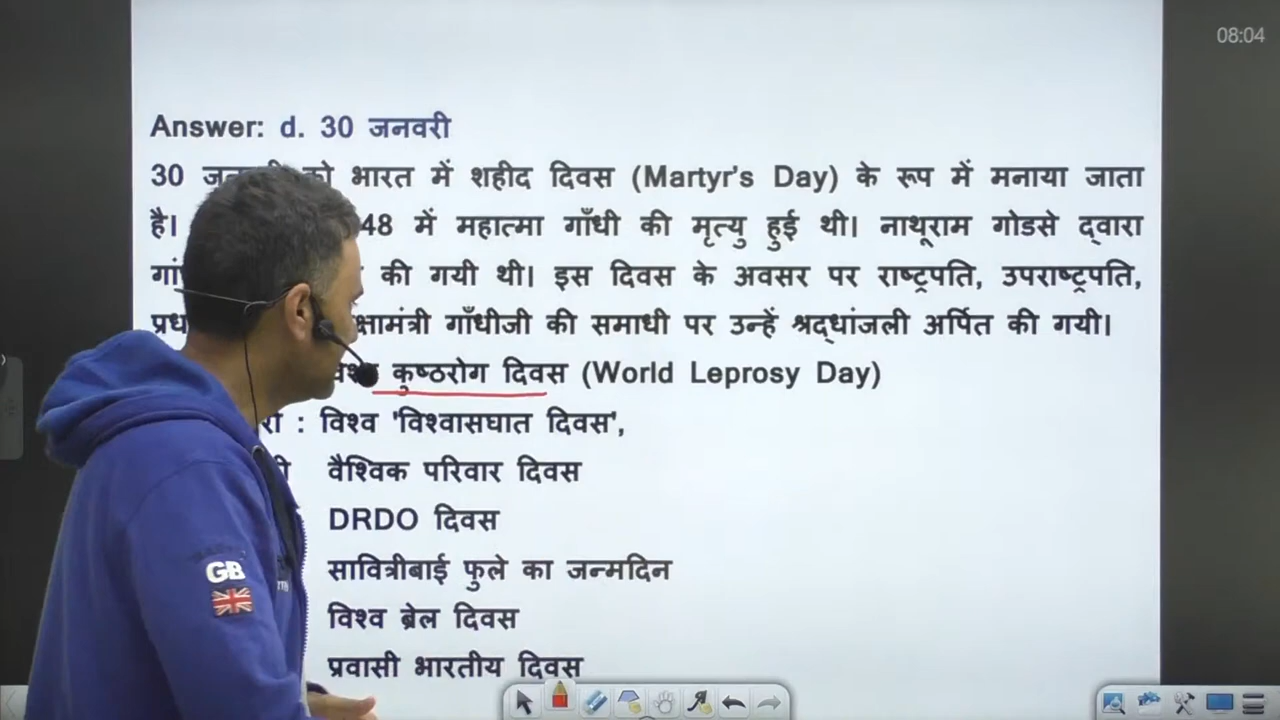 08:04
Answer: d. 30 जनवरी
30 को भारत में शहीद दिवस (Martyr's Day) के रूप में मनाया जाता
है। 48 में महात्मा गाँधी की मृत्यु हुई थी। नाथूराम गोडसे द्वारा
की गयी थी। इस दिवस के अवसर पर राष्ट्रपति, उपराष्ट्रपति,
गाँधीजी की समाधी पर उन्हें श्रद्धांजली अर्पित की गयी।
कुष्ठरोग दिवस (World Leprosy Day)
: विश्व 'विश्वासघात दिवस',
वैश्विक परिवार दिवस
DRDO दिवस
सावित्रीबाई फुले का जन्मदिन
विश्व ब्रेल दिवस
प्रवासी भारतीय दिवस
GB